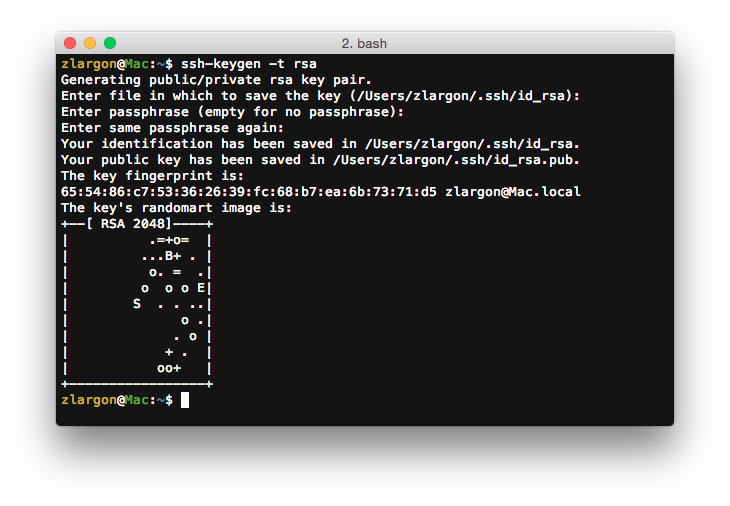 2. bash
zlargon@Mac:~$ ssh-keygen -t rsa
Generating public/private rsa key pair.
Enter file in which to save the key (/Users/zlargon/.ssh/id_rsa):
Enter passphrase (empty for no passphrase):
Enter same passphrase again:
Your identification has been saved in /Users/zlargon/.ssh/id_rsa.
Your public key has been saved in /Users/zlargon/.ssh/id_rsa.pub.
The key fingerprint is:
65:54:86:c7:53:36:26:39:fc:68:b7:ea:6b:73:71:d5 zlargon@Mac.local
The key's randomart image is:
+--[ RSA 2048]----+
|          .=+o=  |
|         ...B+ . |
|          o. =  .|
|         o  o o E|
|        S  . . ..|
|              o .|
|             . o |
|            + .  |
|           oo+   |
+-----------------+
zlargon@Mac:~$